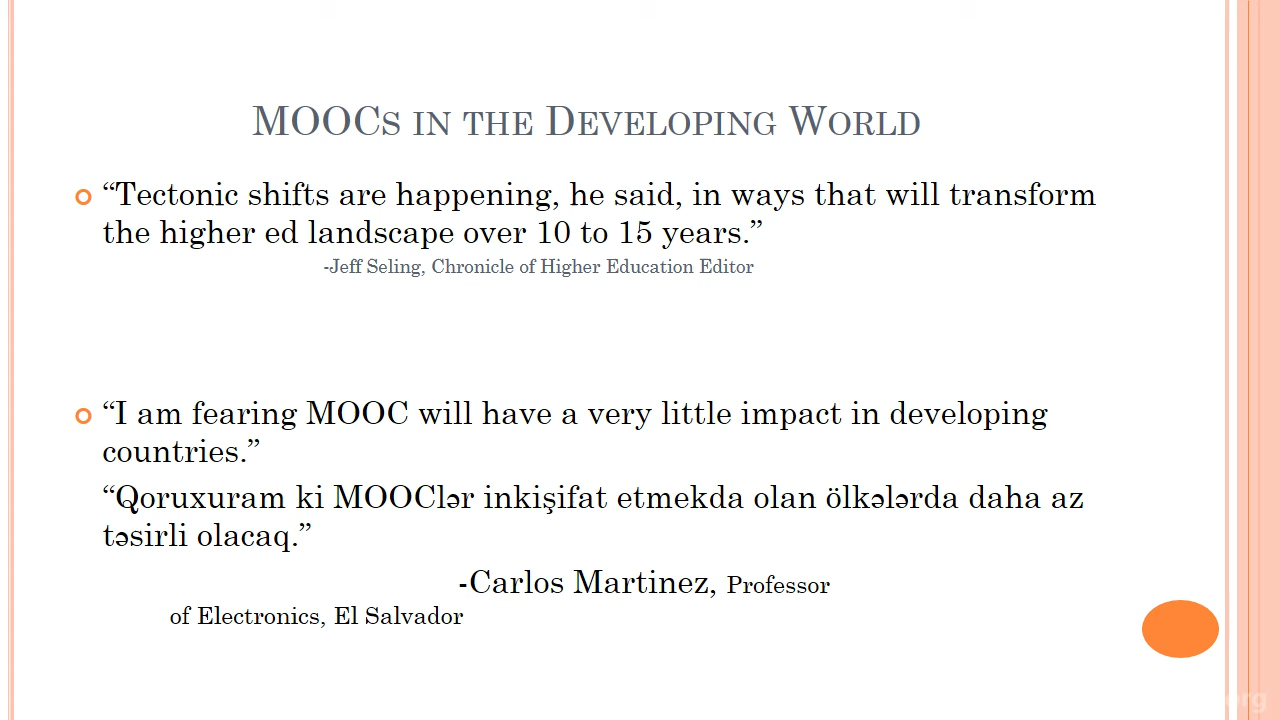 MOOCs in the Developing World
“Tectonic shifts are happening, he said, in ways that will transform
the higher ed landscape over 10 to 15 years.”
-Jeff Seling, Chronicle of Higher Education Editor
“I am fearing MOOC will have a very little impact in developing
countries.”
“Qoruxuram ki MOOClər inkişifat etmekda olan ölkələrda daha az
təsirli olacaq.”
-Carlos Martinez, Professor
of Electronics, El Salvador